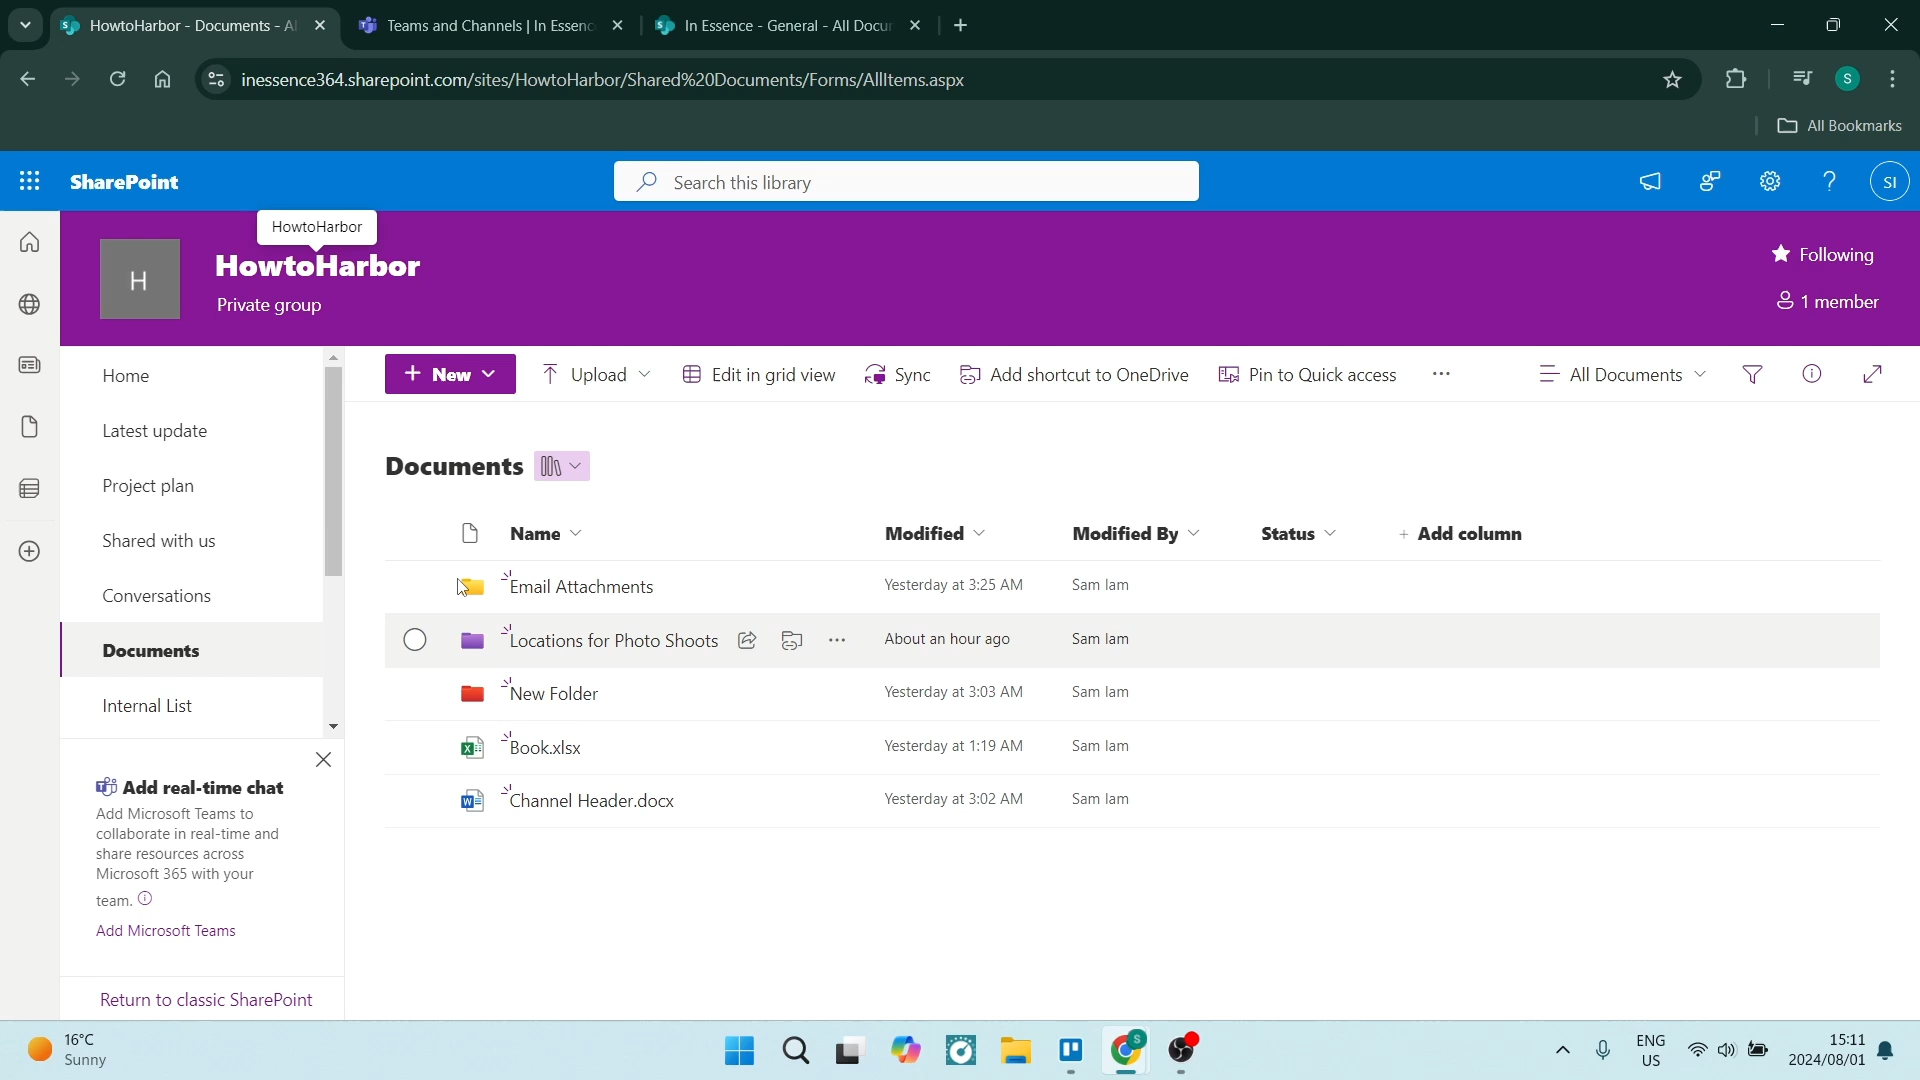 HowtoHarbor - Documents - Al
Teams and Channels | In Essenc
In Essence - General - All Docur
inessence364.sharepoint.com/sites/HowtoHarbor/Shared%20Documents/Forms/AllItems.aspx
S
All Bookmarks
SharePoint
Search this library
SI
HowtoHarbor
H
HowtoHarbor
Private group
Following
1 member
Home
Latest update
Project plan
Shared with us
Conversations
Documents
Internal List
New
Upload
Edit in grid view
Sync
Add shortcut to OneDrive
Pin to Quick access
All Documents
Documents
Name
Modified
Modified By
Status
+ Add column
Email Attachments
Yesterday at 3:25 AM
Sam Iam
Locations for Photo Shoots
About an hour ago
Sam Iam
New Folder
Yesterday at 3:03 AM
Sam Iam
Book.xlsx
Yesterday at 1:19 AM
Sam Iam
Channel Header.docx
Yesterday at 3:02 AM
Sam Iam
Add real-time chat
Add Microsoft Teams to
collaborate in real-time and
share resources across
Microsoft 365 with your
team.
Add Microsoft Teams
Return to classic SharePoint
16°C
Sunny
ENG
US
15:11
2024/08/01